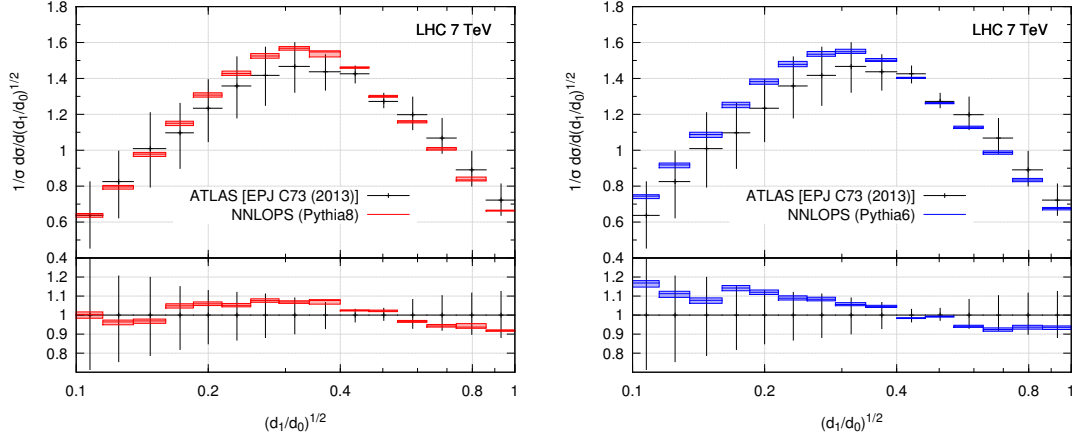 LHC 7 TeV
1/σ dσ/d(d₁/d₀)^1/2
1.8
1.6
1.4
1.2
1
0.8
0.6
0.4
ATLAS [EPJ C73 (2013)]
NNLOPS (Pythia8)
1.2
1.1
1
0.9
0.8
0.1 0.2 0.4 1
(d₁/d₀)^1/2
LHC 7 TeV
1/σ dσ/d(d₁/d₀)^1/2
1.8
1.6
1.4
1.2
1
0.8
0.6
0.4
ATLAS [EPJ C73 (2013)]
NNLOPS (Pythia6)
1.2
1.1
1
0.9
0.8
0.1 0.2 0.4 1
(d₁/d₀)^1/2